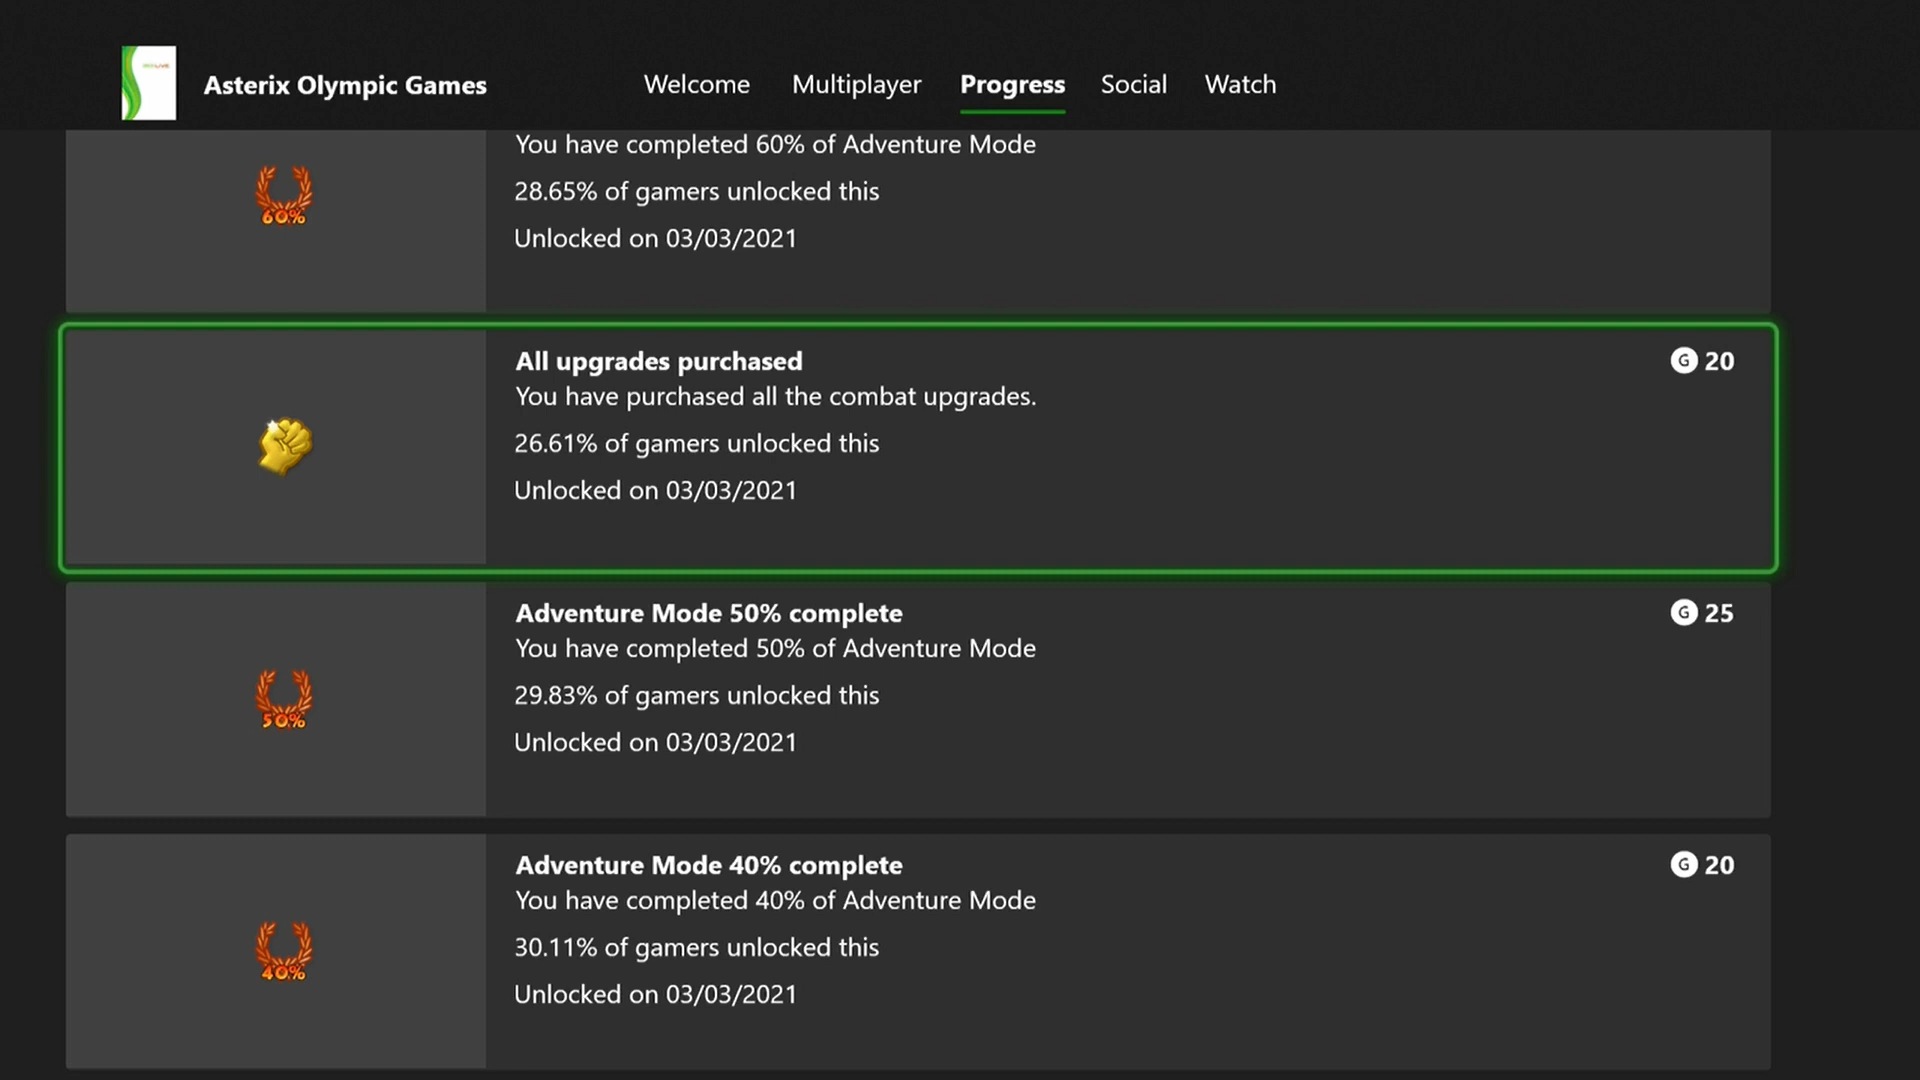 Asterix Olympic Games
Welcome
Multiplayer
Progress
Social
Watch
You have completed 60% of Adventure Mode
60%
28.65% of gamers unlocked this
Unlocked on 03/03/2021
All upgrades purchased
G 20
You have purchased all the combat upgrades.
26.61% of gamers unlocked this
Unlocked on 03/03/2021
Adventure Mode 50% complete
G 25
You have completed 50% of Adventure Mode
50%
29.83% of gamers unlocked this
Unlocked on 03/03/2021
Adventure Mode 40% complete
G 20
You have completed 40% of Adventure Mode
40%
30.11% of gamers unlocked this
Unlocked on 03/03/2021